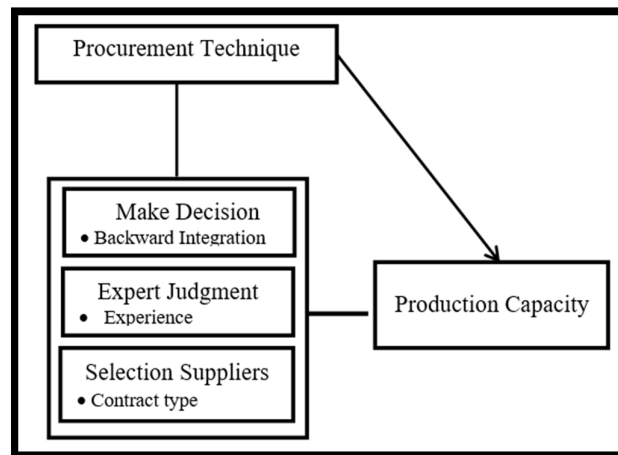 Procurement Technique
Make Decision
• Backward Integration
Expert Judgment
• Experience
Production Capacity
Selection Suppliers
• Contract type